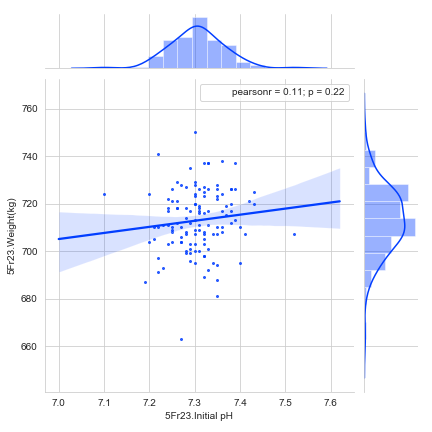 pearsonr = 0.11; p = 0.22
760
740
720
700
680
660
5Fr23.Weight(kg)
7.0 7.1 7.2 7.3 7.4 7.5 7.6
5Fr23.Initial pH